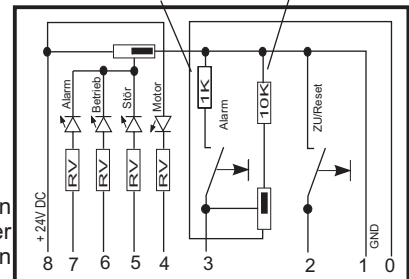 Alarm
Betrieb
Stör
Motor
1K
Alarm
10K
ZU/Reset
RV
RV
RV
RV
+ 24V DC
GND
n
er
n
8 7 6 5 4 3 2 1 0